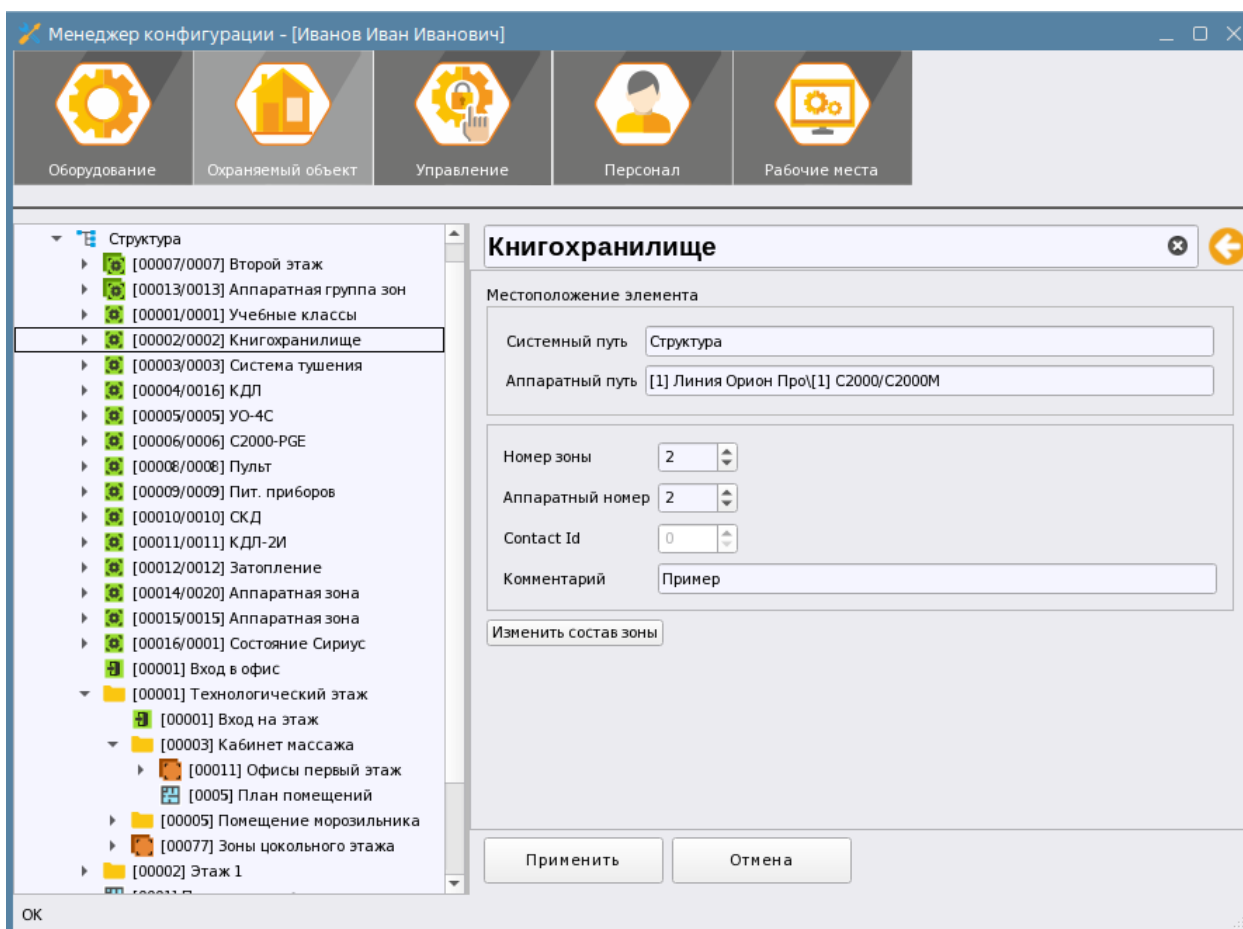 Менеджер конфигурации – [Иванов Иван Иванович]
Оборудование
Охраняемый объект
Управление
Персонал
Рабочие места
Структура
[00007/0007] Второй этаж
[00013/0013] Аппаратная группа зон
[00001/0001] Учебные классы
[00002/0002] Книгохранилище
[00003/0003] Система тушения
[00004/0016] КДЛ
[00005/0005] УО-4С
[00006/0006] С2000-PGE
[00008/0008] Пульт
[00009/0009] Пит. приборов
[00010/0010] СКД
[00011/0011] КДЛ-2И
[00012/0012] Затопление
[00014/0020] Аппаратная зона
[00015/0015] Аппаратная зона
[00016/0001] Состояние Сириус
[00001] Вход в офис
[00001] Технологический этаж
[00001] Вход на этаж
[00003] Кабинет массажа
[00011] Офисы первый этаж
[0005] План помещений
[00005] Помещение морозильника
[00077] Зоны цокольного этажа
[00002] Этаж 1
Книгохранилище
Местоположение элемента
Системный путь Структура
Аппаратный путь [1] Линия Орион Про\[1] С2000/С2000М
Номер зоны 2
Аппаратный номер 2
Contact Id 0
Комментарий Пример
Изменить состав зоны
Применить
Отмена
OK